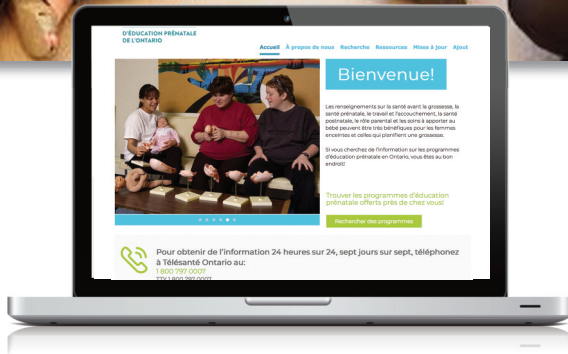 D'ÉDUCATION PRÉNATALE
DE L'ONTARIO
Accueil À propos de nous Recherche Ressources Mises à jour Ajout
Bienvenue!
Les renseignements sur la santé avant la grossesse, la
santé prénatale, le travail et l'accouchement, la santé
postnatale, le rôle parental et les soins à apporter au
bébé peuvent être très bénéfiques pour les femmes
enceintes et celles qui planifient une grossesse.
Si vous cherchez de l'information sur les programmes
d'éducation prénatale en Ontario, vous êtes au bon
endroit!
Trouver les programmes d'éducation
prénatale offerts près de chez vous!
Rechercher des programmes
Pour obtenir de l'information 24 heures sur 24, sept jours sur sept, téléphonez
à Télésanté Ontario au:
1 800 797 0007
TTY 1 800 797 0007